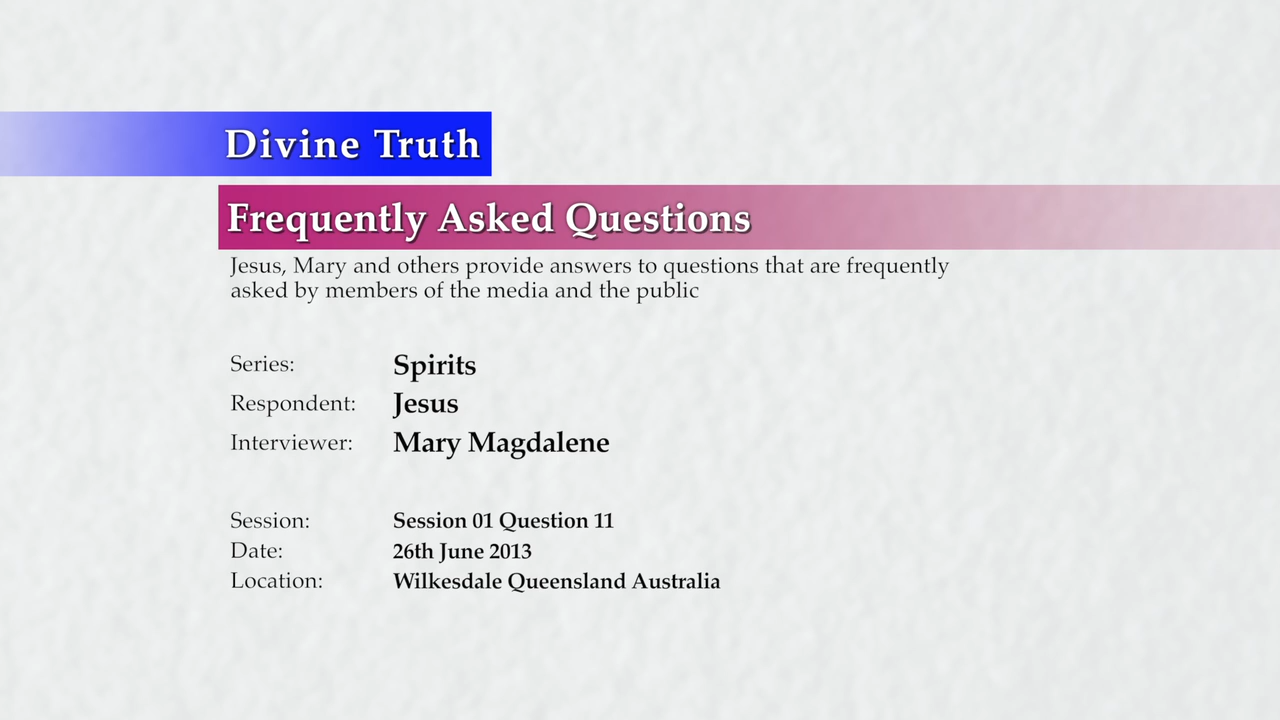 Divine Truth
Frequently Asked Questions
Jesus, Mary and others provide answers to questions that are frequently
asked by members of the media and the public
Series: Spirits
Respondent: Jesus
Interviewer: Mary Magdalene
Session: Session 01 Question 11
Date: 26th June 2013
Location: Wilkesdale Queensland Australia